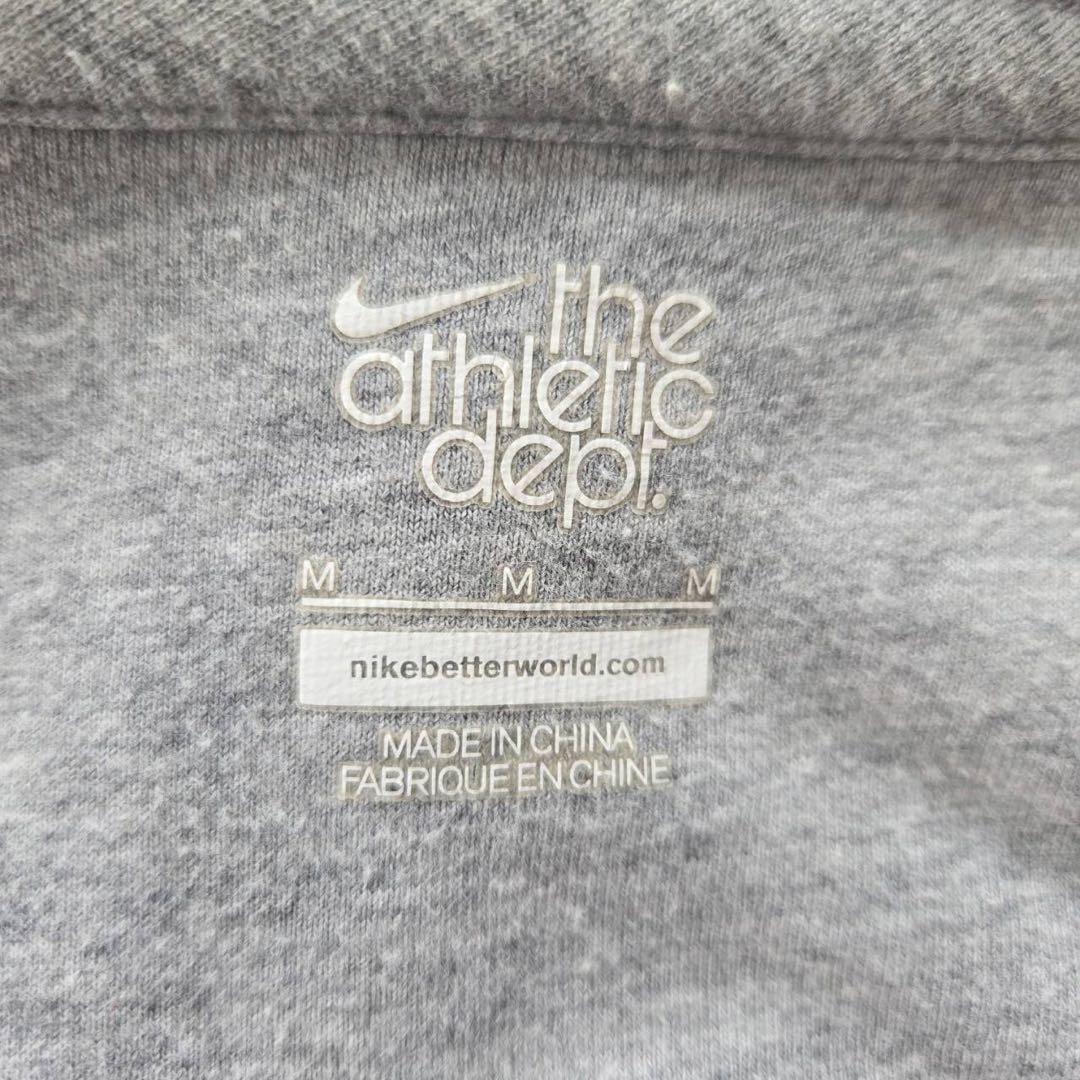 the
athletic
dept.
M M M
nikebetterworld.com
MADE IN CHINA
FABRIQUE EN CHINE